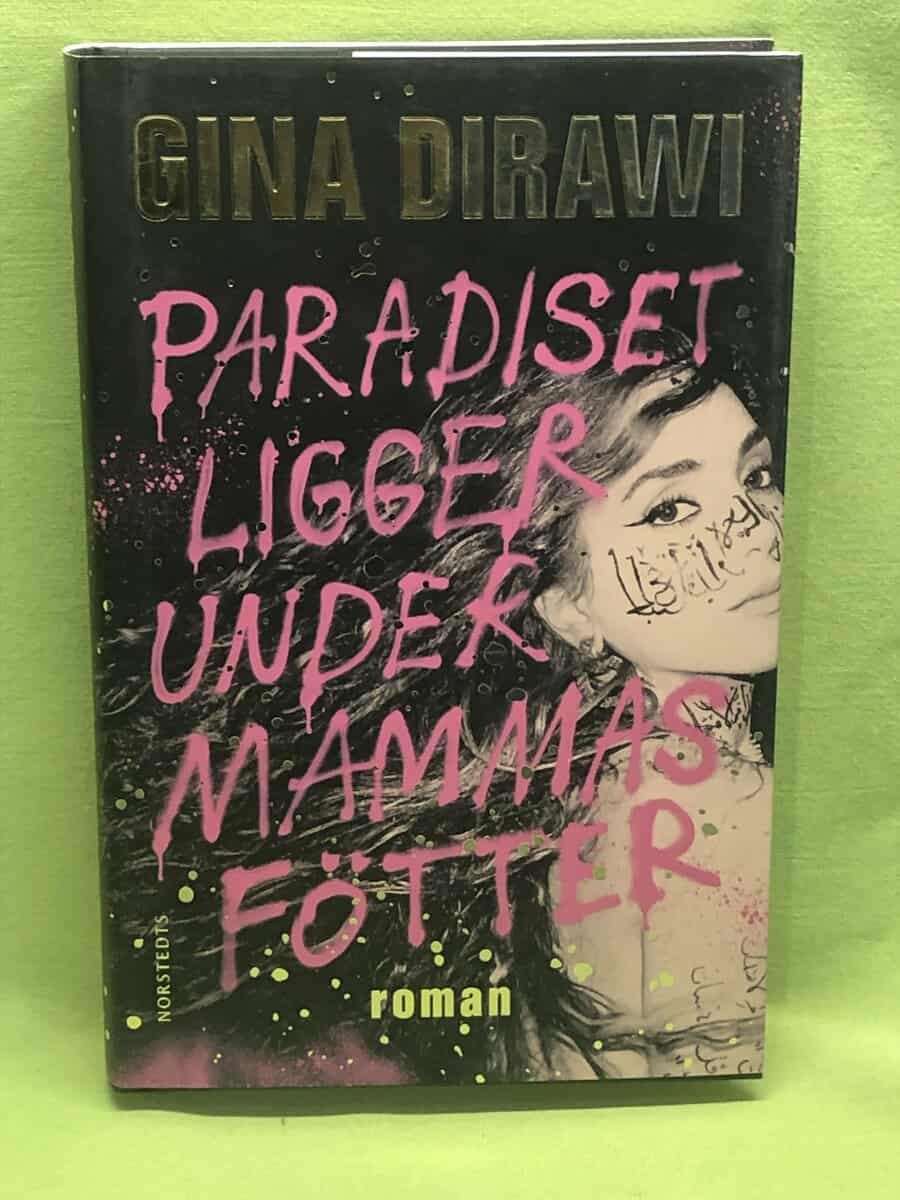 GINA DIRAWI
PARADISET
LIGGER
UNDER
MAMMAS
FÖTTER
roman
NORSTEDTS